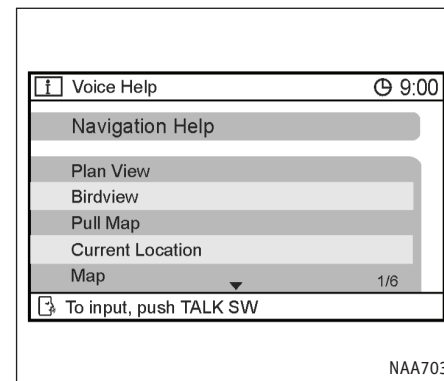 i Voice Help 9:00
Navigation Help
Plan View
Birdview
Pull Map
Current Location
Map 1/6
To input, push TALK SW
NAA703